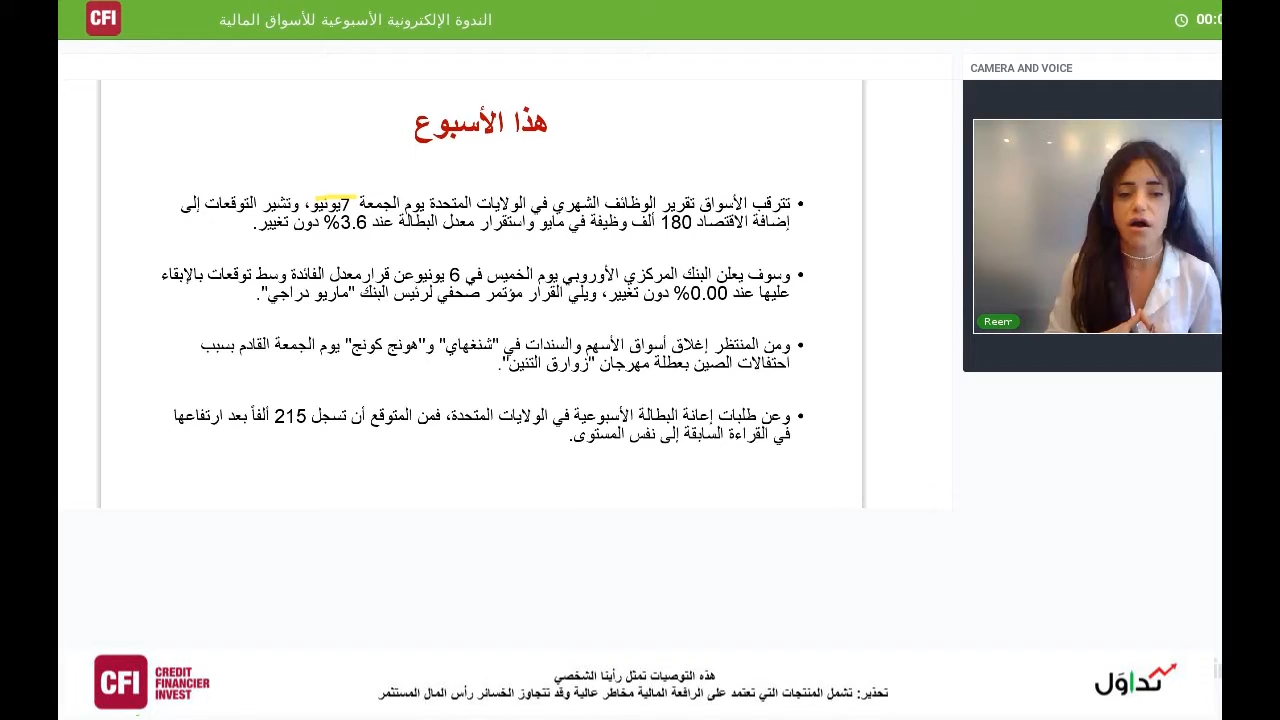 CFI
الندوة الإلكترونية الأسبوعية للأسواق المالية
CAMERA AND VOICE
هذا الأسبوع
• تترقب الأسواق تقرير الوظائف الشهري في الولايات المتحدة يوم الجمعة 7يونيو، وتشير التوقعات إلى
إضافة الاقتصاد 180 ألف وظيفة في مايو واستقرار معدل البطالة عند 3.6% دون تغيير.
• وسوف يعلن البنك المركزي الأوروبي يوم الخميس في 6 يونيوعن قرارمعدل الفائدة وسط توقعات بالإبقاء
عليها عند 0.00% دون تغيير، ويلي القرار مؤتمر صحفي لرئيس البنك "ماريو دراجي".
• ومن المنتظر إغلاق أسواق الأسهم والسندات في "شنغهاي" و"هونج كونج" يوم الجمعة القادم بسبب
احتفالات الصين بعطلة مهرجان "زوارق التنين".
• وعن طلبات إعانة البطالة الأسبوعية في الولايات المتحدة، فمن المتوقع أن تسجل 215 ألفاً بعد ارتفاعها
في القراءة السابقة إلى نفس المستوى.
Reem
CFI
CREDIT
FINANCIER
INVEST
هذه التوصيات تمثل رأينا الشخصي
تحذير: تشمل المنتجات التي تعتمد على الرافعة المالية مخاطر عالية وقد تتجاوز الخسائر رأس المال المستثمر
تداول